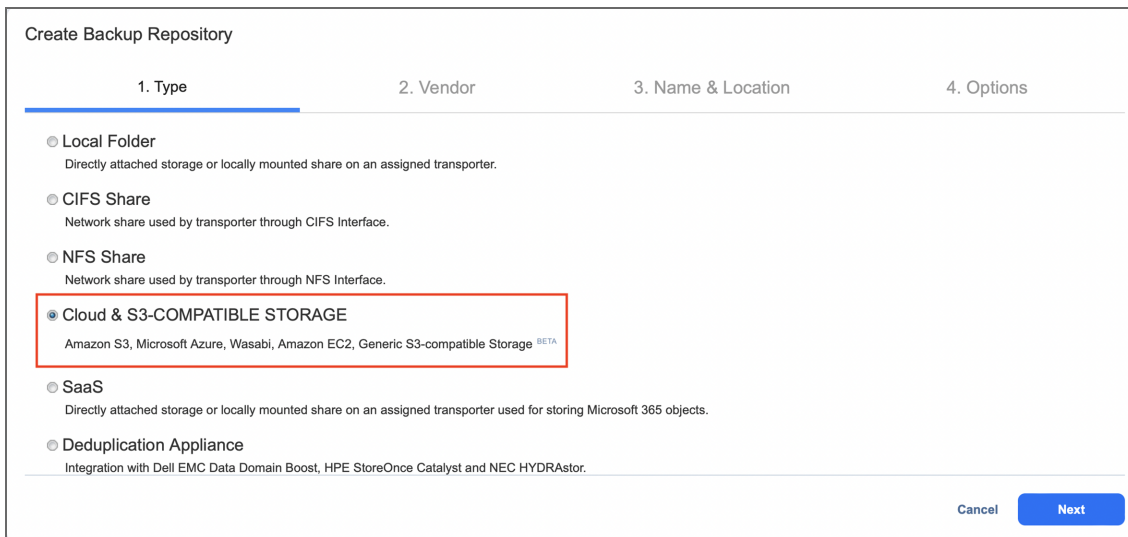 Create Backup Repository
1. Type
2. Vendor
3. Name & Location
4. Options
Local Folder
Directly attached storage or locally mounted share on an assigned transporter.
CIFS Share
Network share used by transporter through CIFS Interface.
NFS Share
Network share used by transporter through NFS Interface.
Cloud & S3-COMPATIBLE STORAGE
Amazon S3, Microsoft Azure, Wasabi, Amazon EC2, Generic S3-compatible Storage BETA
SaaS
Directly attached storage or locally mounted share on an assigned transporter used for storing Microsoft 365 objects.
Deduplication Appliance
Integration with Dell EMC Data Domain Boost, HPE StoreOnce Catalyst and NEC HYDRAstor.
Cancel
Next